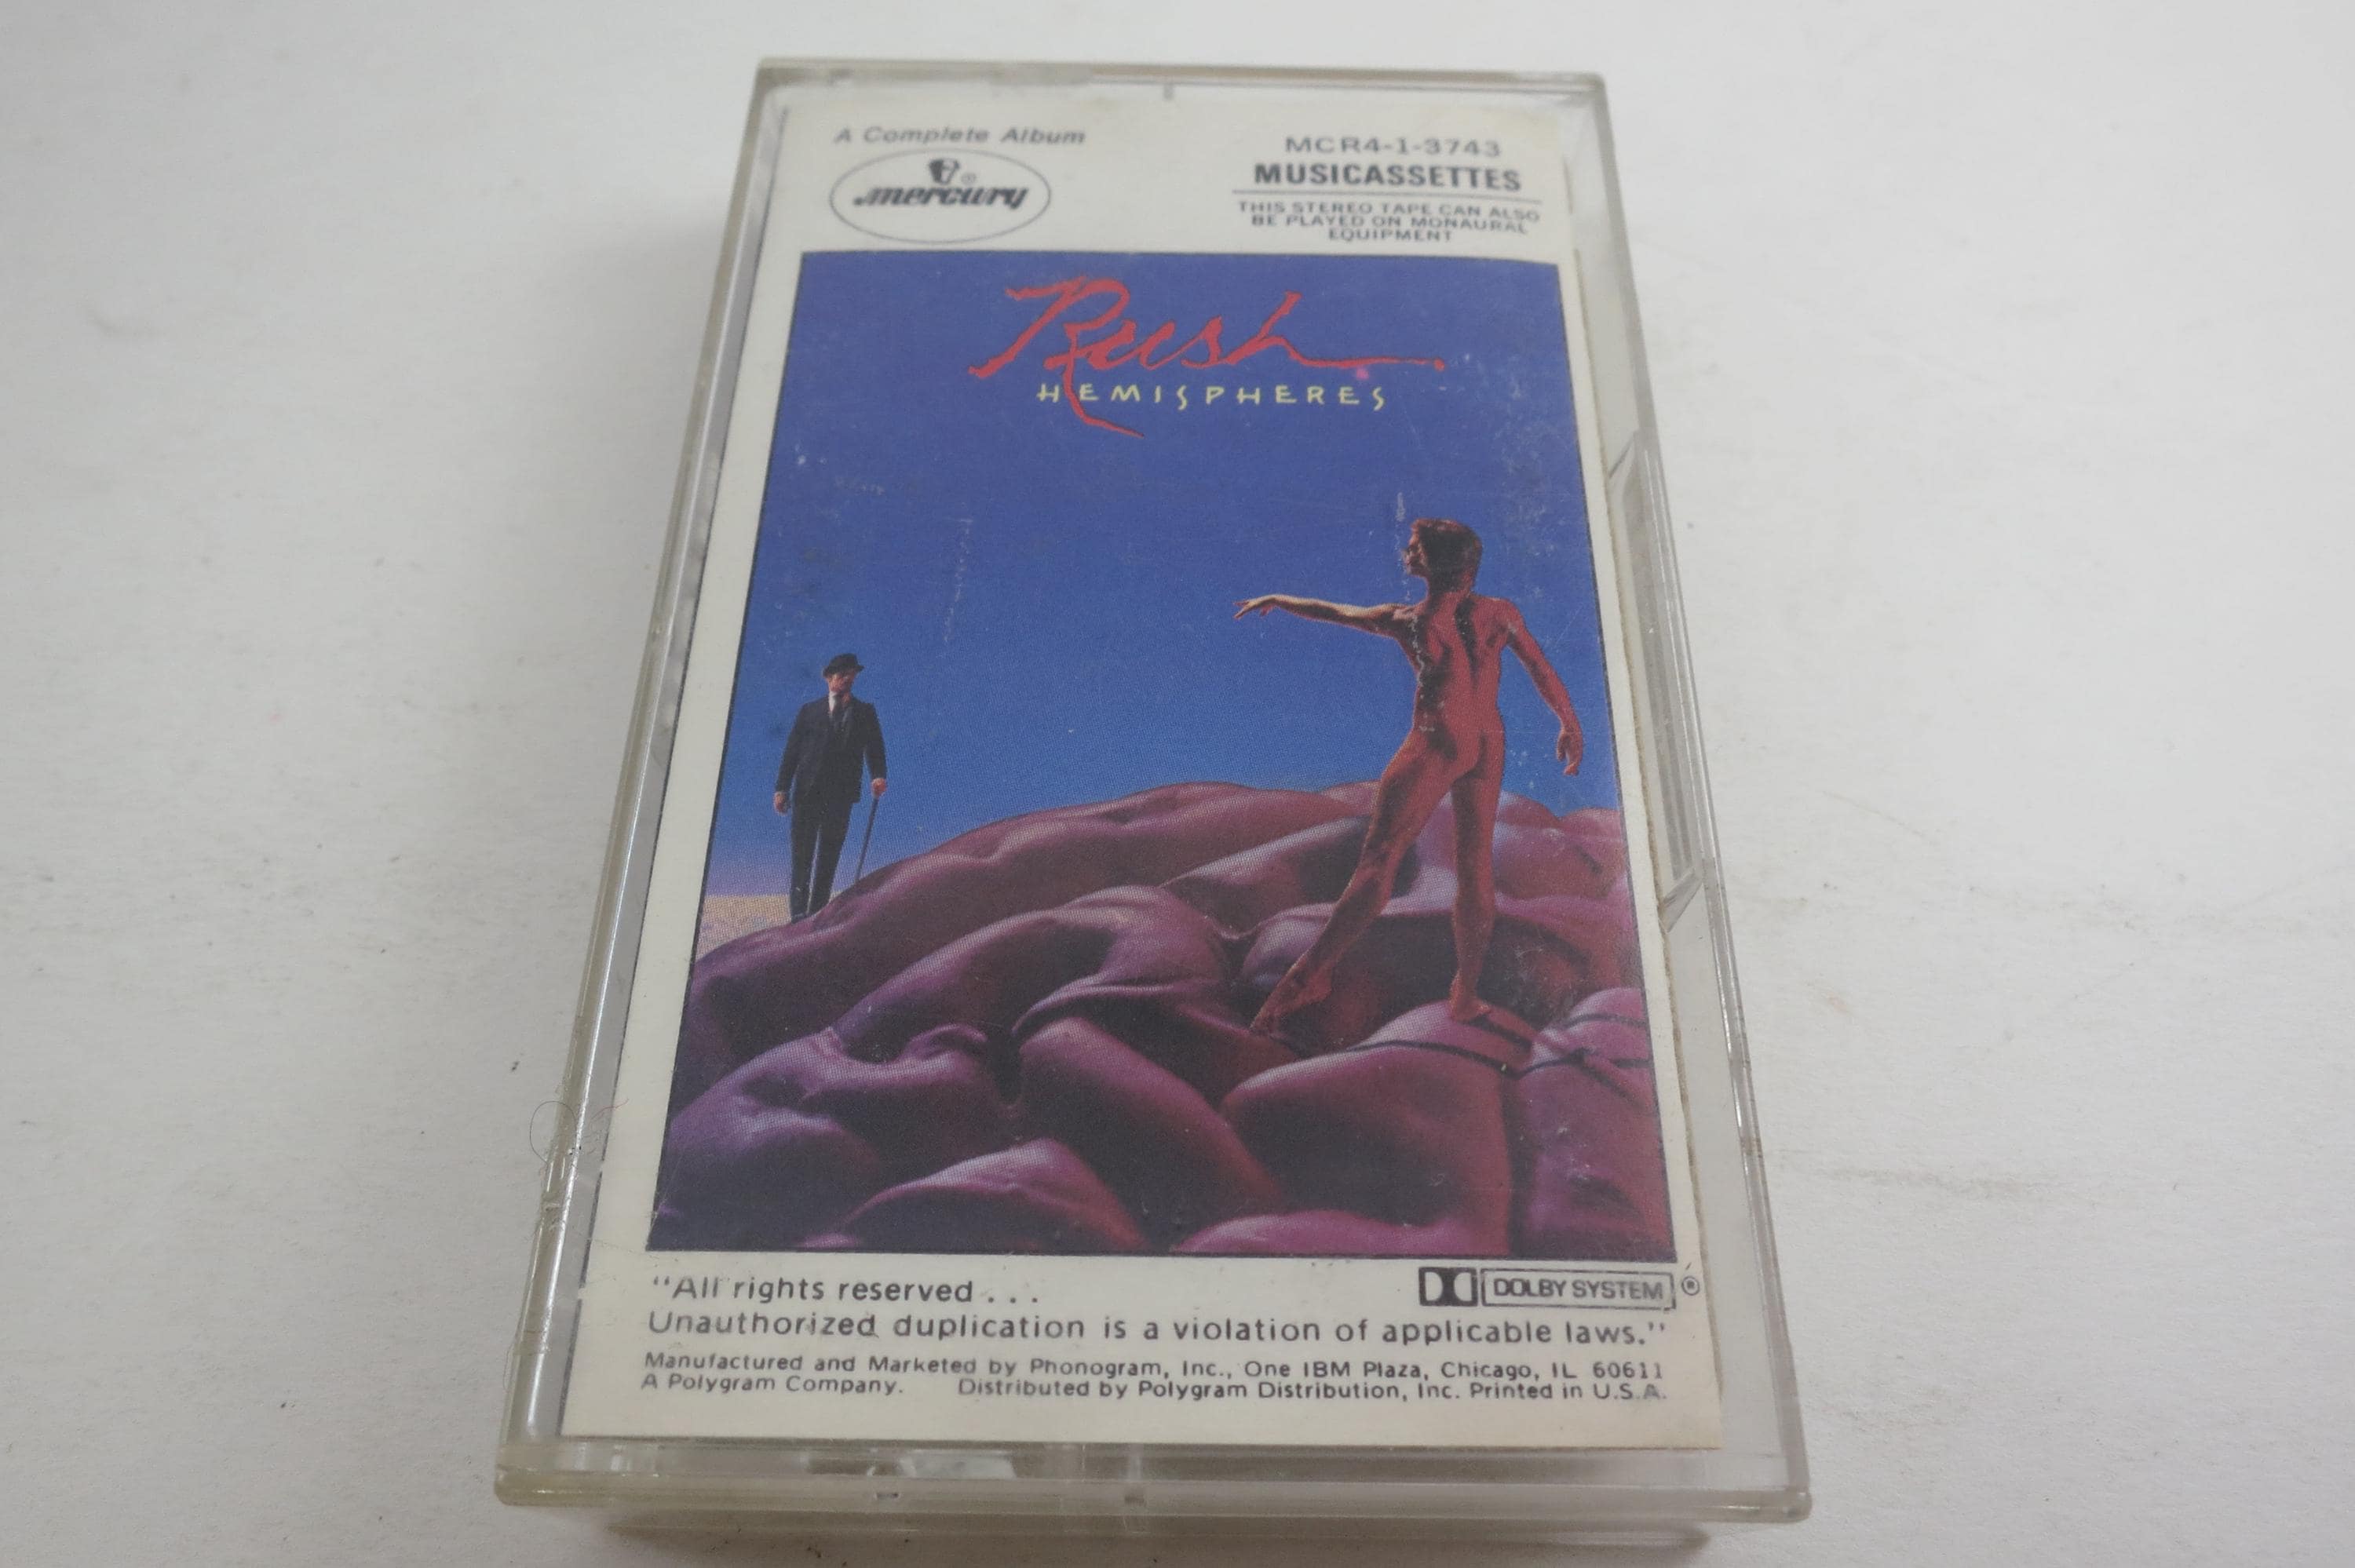 A Complete Album
mercury®
MCR4-1-3743
MUSICASSETTES
THIS STEREO TAPE CAN ALSO
BE PLAYED ON MONAURAL
EQUIPMENT
Rush
HEMISPHERES
"All rights reserved . . .
DOLBY SYSTEM ®
Unauthorized duplication is a violation of applicable laws."
Manufactured and Marketed by Phonogram, Inc., One IBM Plaza, Chicago, IL 60611
A Polygram Company. Distributed by Polygram Distribution, Inc. Printed in U.S.A.